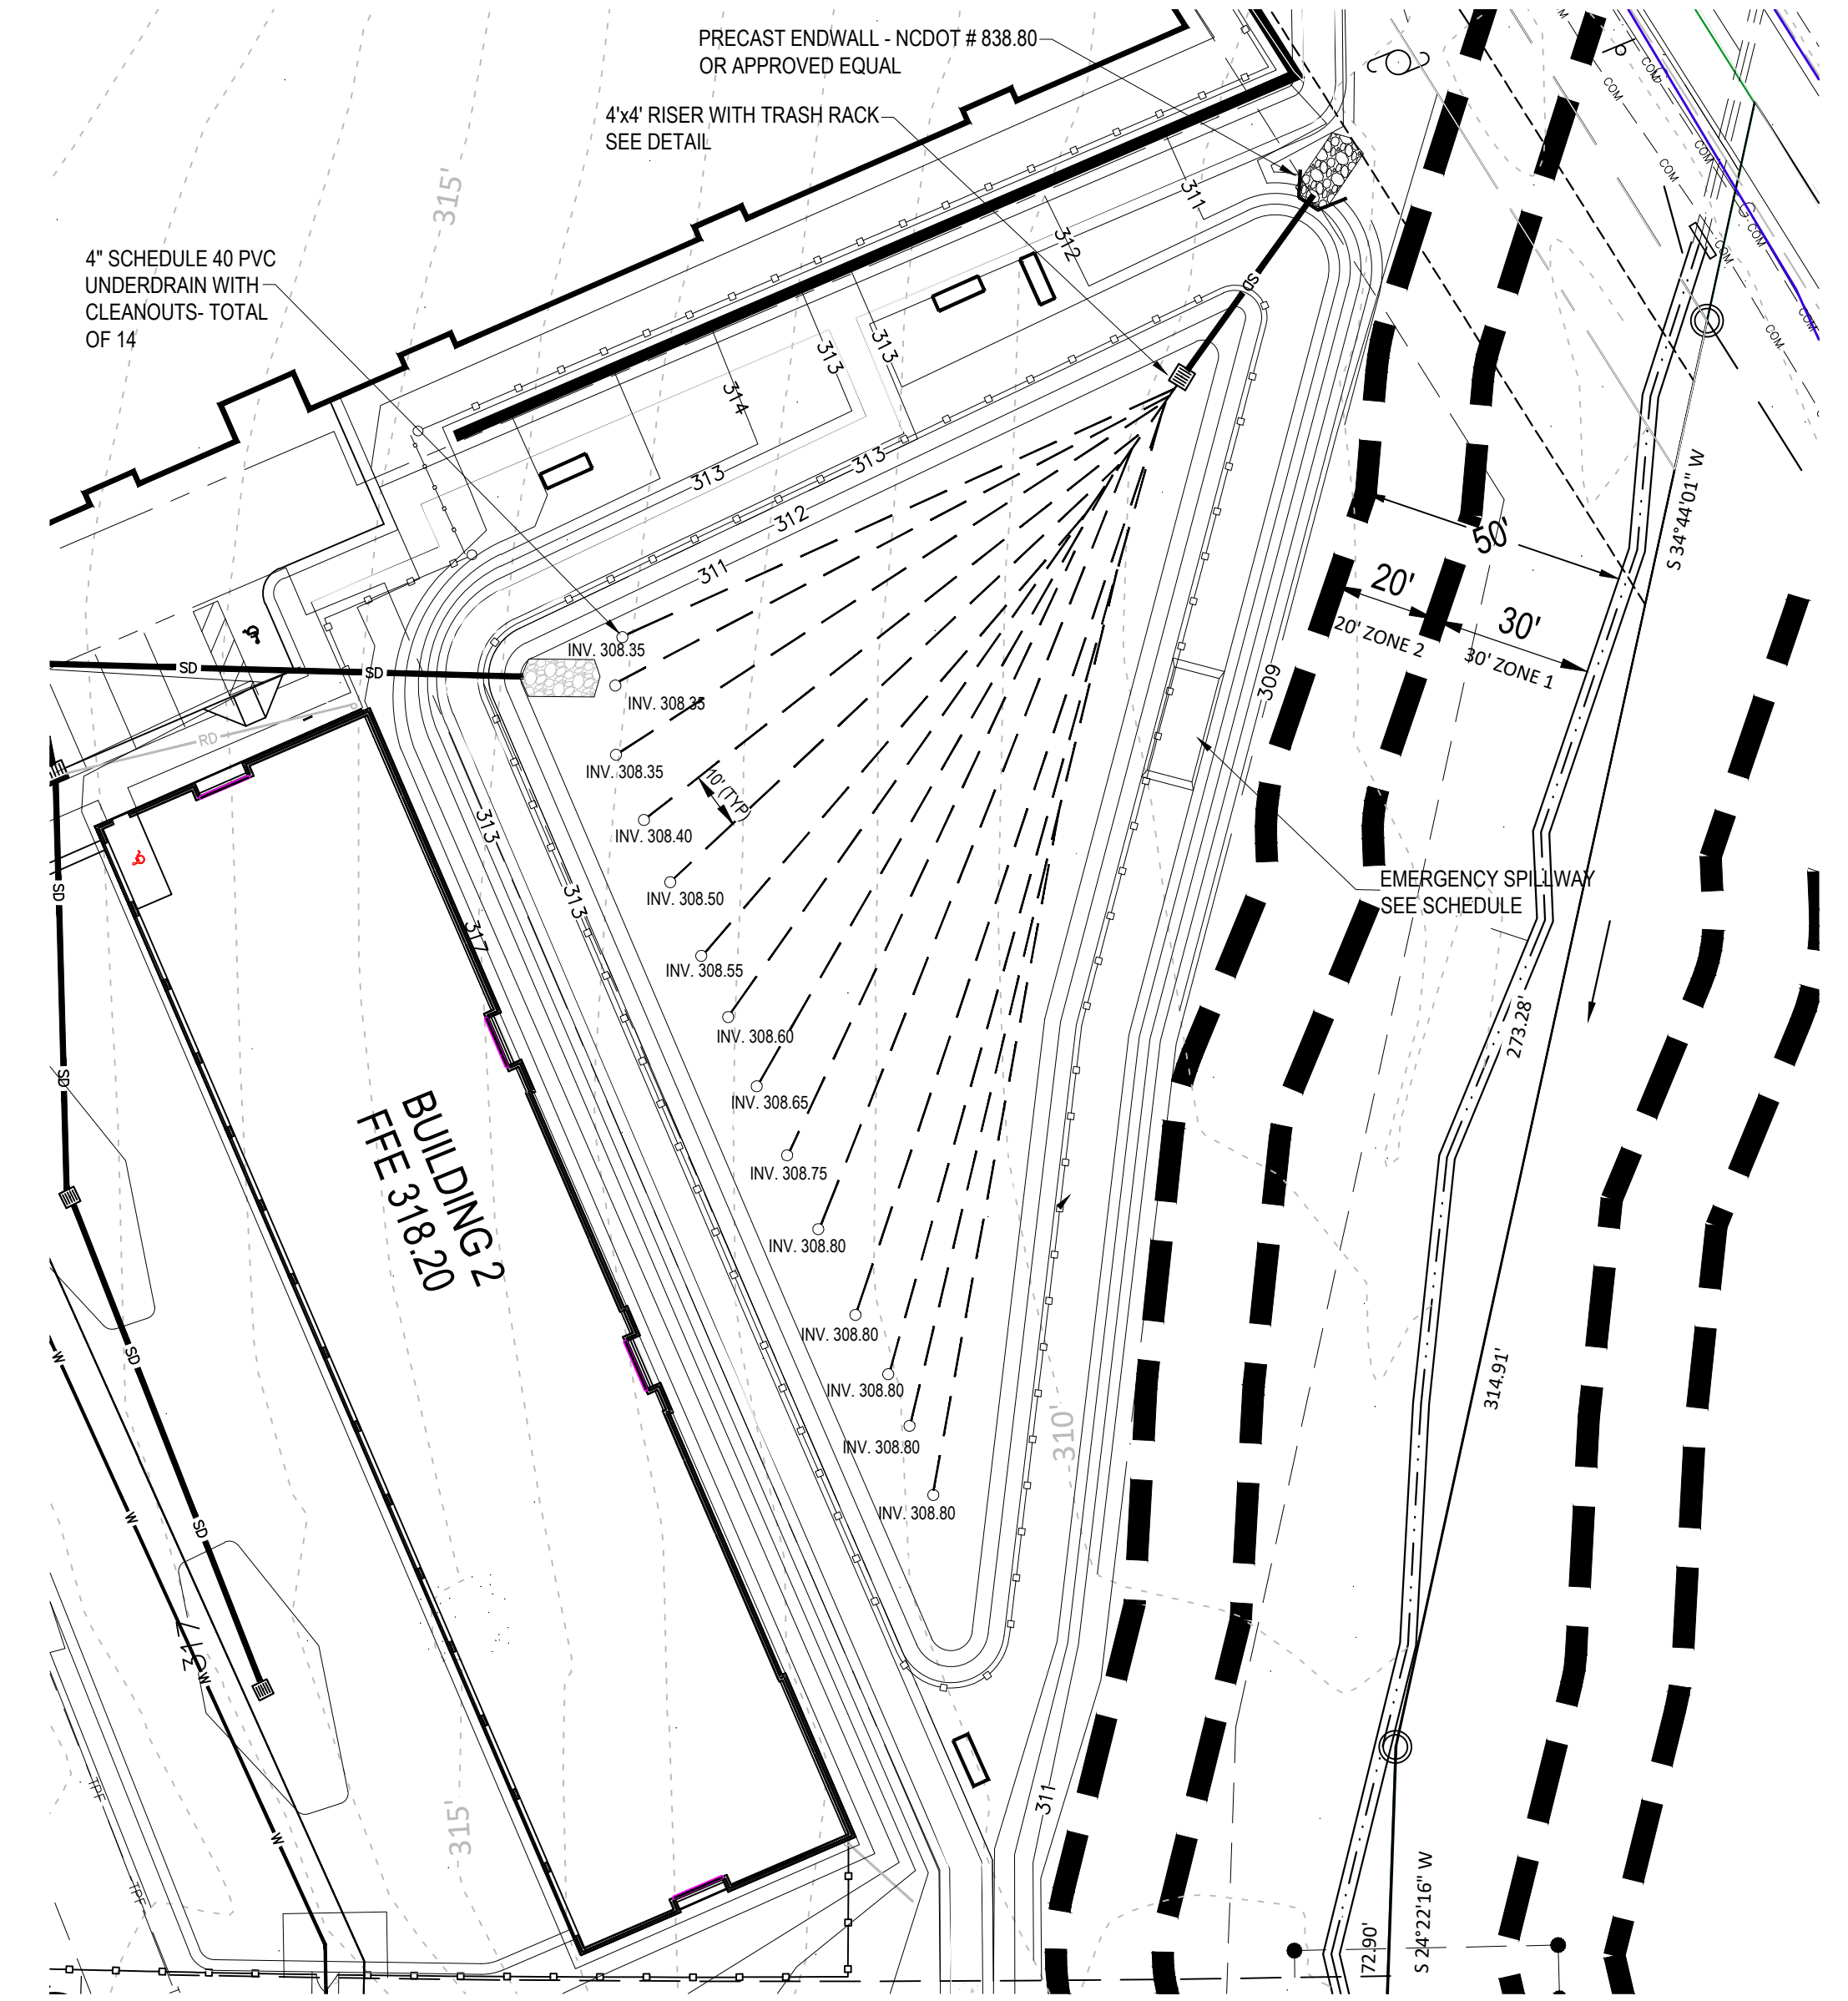 PRECAST ENDWALL - NCDOT # 838.80
OR APPROVED EQUAL
4'x4' RISER WITH TRASH RACK
SEE DETAIL
4" SCHEDULE 40 PVC
UNDERDRAIN WITH
CLEANOUTS- TOTAL
OF 14
315'
311
312
313
313
314
313
313
312
311
SD
COM
COM
COM
COM
COM
COM
COM
COM
COM
G
P
S 34°44'01" W
50'
20'
30'
20' ZONE 2
30' ZONE 1
309
SD
SD
RD
INV. 308.35
INV. 308.35
INV. 308.35
INV. 308.40
10' (TYP)
INV. 308.50
INV. 308.55
INV. 308.60
INV. 308.65
INV. 308.75
INV. 308.80
INV. 308.80
INV. 308.80
INV. 308.80
INV. 308.80
EMERGENCY SPILLWAY
SEE SCHEDULE
313
313
317
SD
SD
SD
SD
BUILDING 2
FFE 318.20
273.28'
314.91'
310'
W
W
W
W
317
315'
311
TPF
TPF
72.90'
S 24°22'16" W